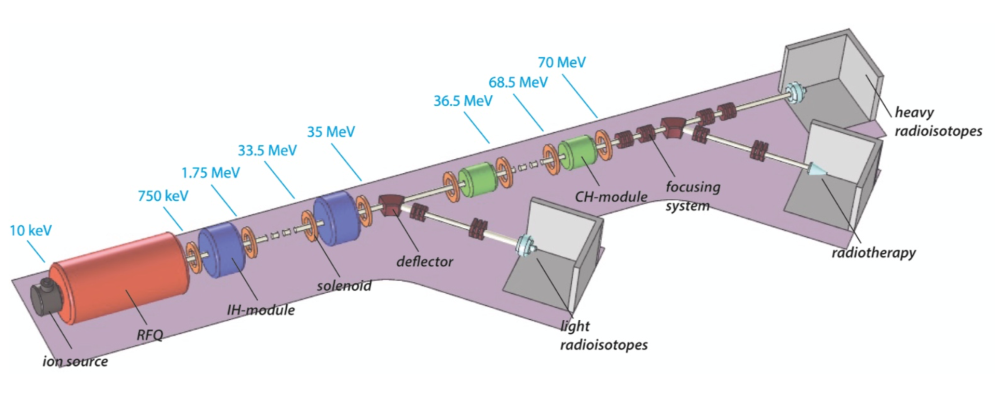 70 MeV
68.5 MeV
36.5 MeV
35 MeV
33.5 MeV
1.75 MeV
750 keV
10 keV
heavy
radioisotopes
CH-module
focusing
system
radiotherapy
deflector
solenoid
IH-module
RFQ
ion source
light
radioisotopes